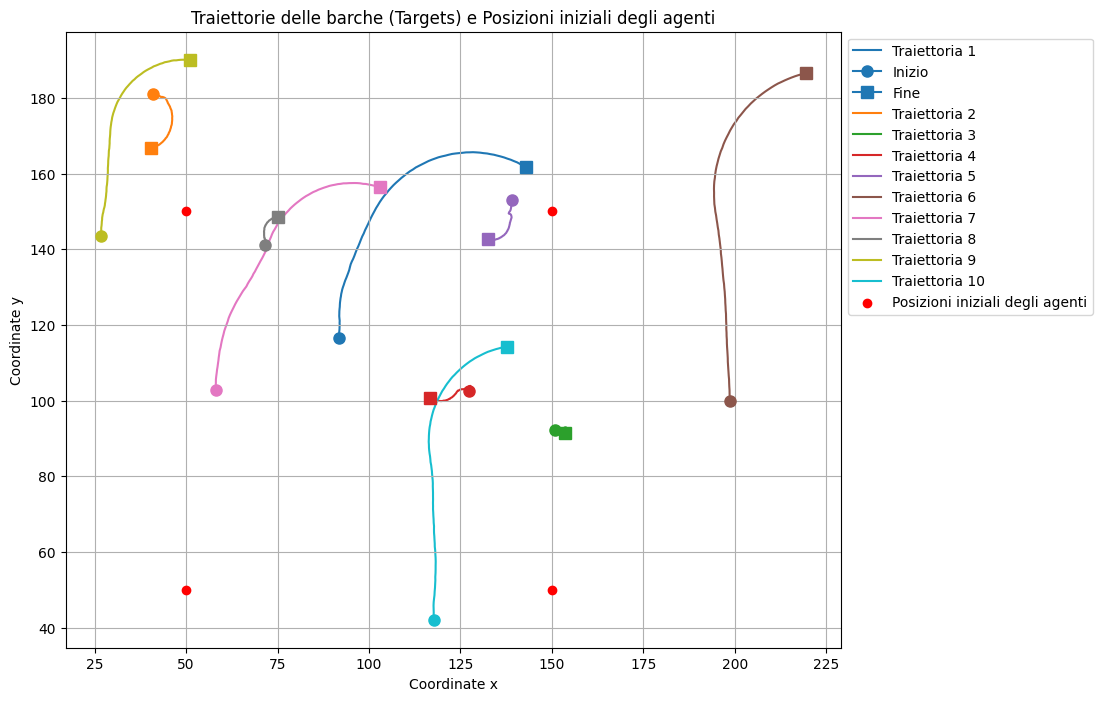 Traiettorie delle barche (Targets) e Posizioni iniziali degli agenti
Coordinate y
180
160
140
120
100
80
60
40
25
50
75
100
125
150
175
200
225
Coordinate x
Traiettoria 1
Inizio
Fine
Traiettoria 2
Traiettoria 3
Traiettoria 4
Traiettoria 5
Traiettoria 6
Traiettoria 7
Traiettoria 8
Traiettoria 9
Traiettoria 10
Posizioni iniziali degli agenti